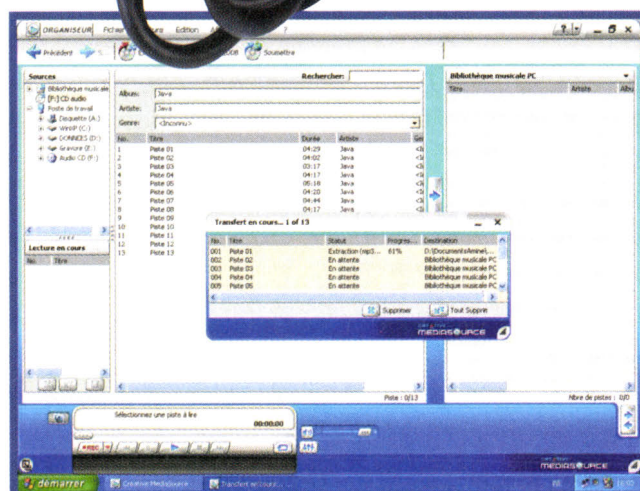 ORGANISEUR Edition ?
Précédent Soumettre
Sources Rechercher: Bibliothèque musicale PC
Bibliothèque musicale
[F:] CD audio
Poste de travail
Disquette (A:)
WinXP (C:)
DONNEES (D:)
Gravure (E:)
Audio CD (F:)
Album: Java
Artiste: Java
Genre: <Inconnu>
Titre Artiste Albu
No. Titre Durée Artiste Ge
1 Piste 01 04:29 Java
2 Piste 02 04:02 Java
3 Piste 03 03:17 Java
4 Piste 04 04:17 Java
5 Piste 05 05:18 Java
6 Piste 06 04:20 Java
7 Piste 07 04:44 Java
8 Piste 08 04:17 Java
9 Piste 09
10 Piste 10
11 Piste 11
12 Piste 12
13 Piste 13
Transfert en cours... 1 of 13
No. Titre Statut Progres... Destination
001 Piste 01 Extraction (mp3... 61% D:\Documents\Amine\...
002 Piste 02 En attente Bibliothèque musicale PC
003 Piste 03 En attente Bibliothèque musicale PC
004 Piste 04 En attente Bibliothèque musicale PC
005 Piste 05 En attente Bibliothèque musicale PC
Supprimer Tout Supprim
CREATIVE
MEDIASOURCE
Lecture en cours
No. Titre
Piste : 0/13 Nbre de pistes : 0/0
Sélectionnez une piste à lire
00:00:00
REC
MEDIASOURCE
démarrer Creative MediaSource Transfert en cours...